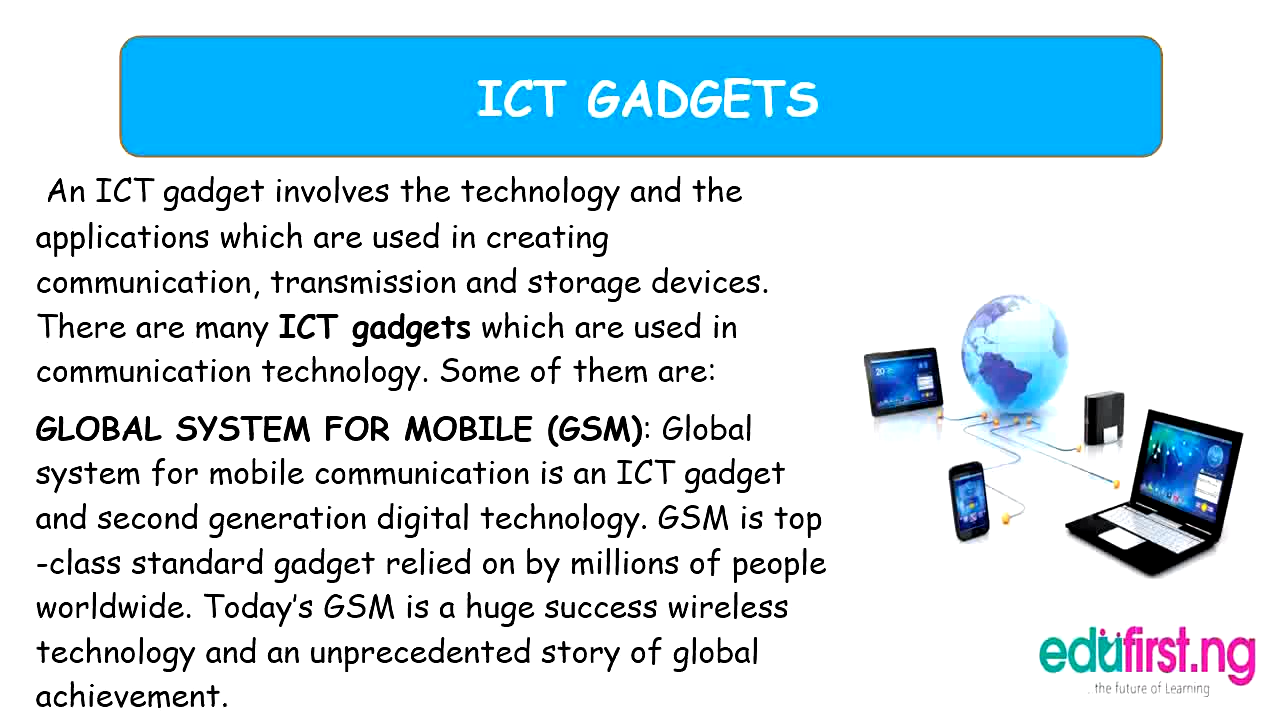 ICT GADGETS
An ICT gadget involves the technology and the
applications which are used in creating
communication, transmission and storage devices.
There are many ICT gadgets which are used in
communication technology. Some of them are:
GLOBAL SYSTEM FOR MOBILE (GSM): Global
system for mobile communication is an ICT gadget
and second generation digital technology. GSM is top
-class standard gadget relied on by millions of people
worldwide. Today's GSM is a huge success wireless
technology and an unprecedented story of global
achievement.
edufirst.ng
. the future of Learning